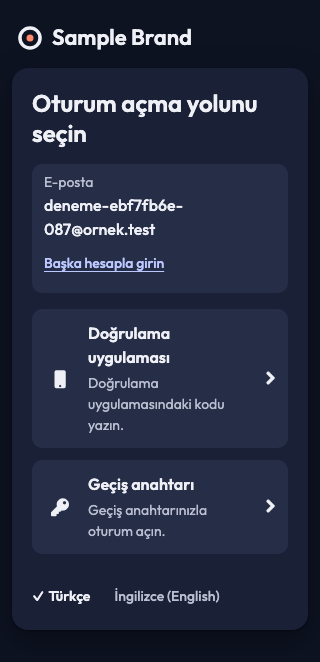 Sample Brand
Oturum açma yolunu
seçin
E-posta
deneme-ebf7fb6e-
087@ornek.test
Başka hesapla girin
Doğrulama
uygulaması
Doğrulama
uygulamasındaki kodu
yazın.
Geçiş anahtarı
Geçiş anahtarınızla
oturum açın.
Türkçe İngilizce (English)